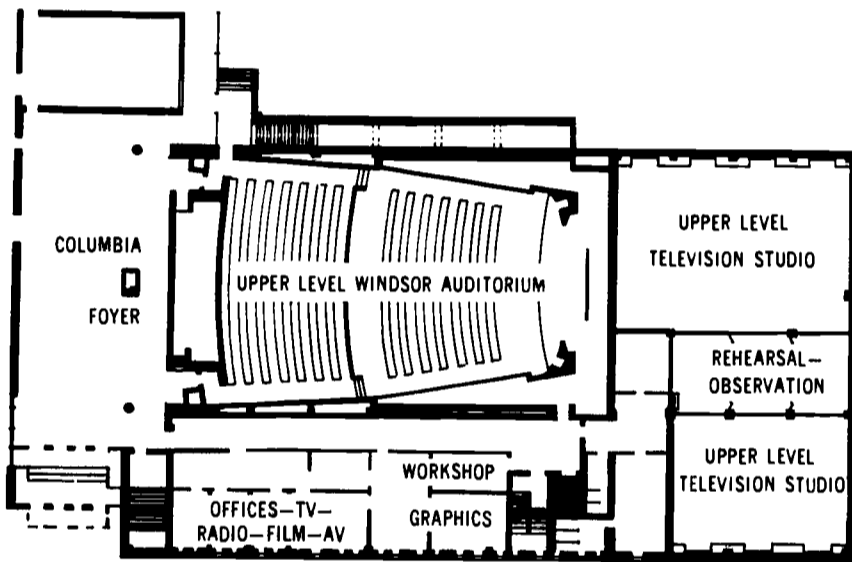 COLUMBIA
FOYER
UPPER LEVEL WINDSOR AUDITORIUM
UPPER LEVEL
TELEVISION STUDIO
REHEARSAL—
OBSERVATION
UPPER LEVEL
TELEVISION STUDIO
WORKSHOP
GRAPHICS
OFFICES—TV—
RADIO—FILM—AV